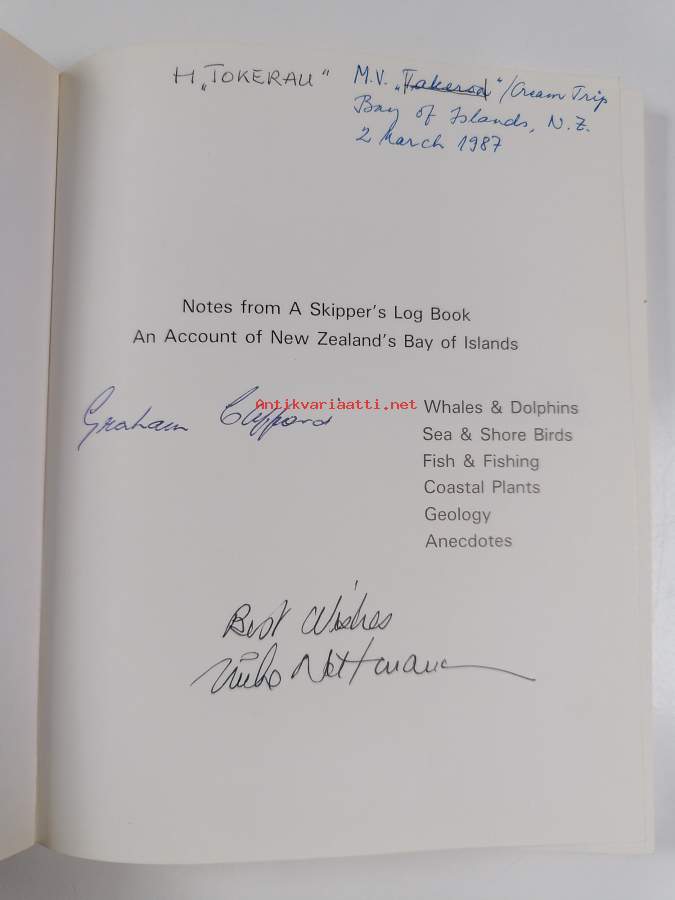 H „TOKERAU"
M.V. „Takerod"/Cream Trip
Bay of Islands, N.Z.
2 March 1987
Notes from A Skipper's Log Book
An Account of New Zealand's Bay of Islands
Graham Clifford
Antikvariaatti.net
Whales & Dolphins
Sea & Shore Birds
Fish & Fishing
Coastal Plants
Geology
Anecdotes
Best Wishes